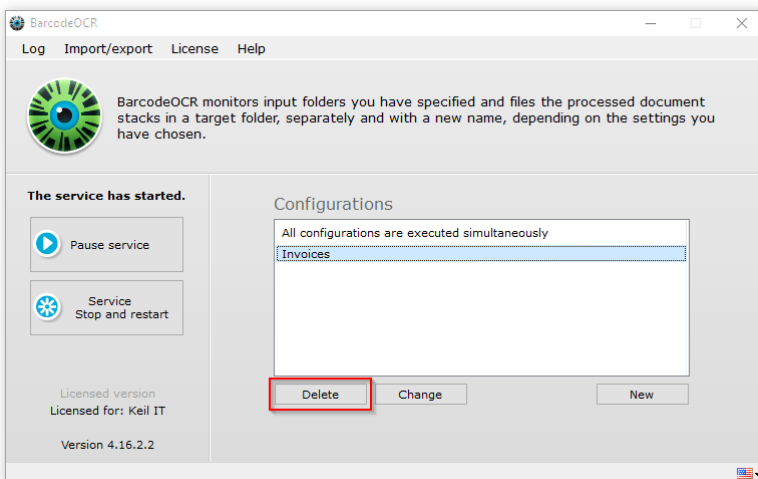 BarcodeOCR
Log Import/export License Help
BarcodeOCR monitors input folders you have specified and files the processed document
stacks in a target folder, separately and with a new name, depending on the settings you
have chosen.
The service has started.
Pause service
Service
Stop and restart
Licensed version
Licensed for: Keil IT
Version 4.16.2.2
Configurations
All configurations are executed simultaneously
Invoices
Delete Change New